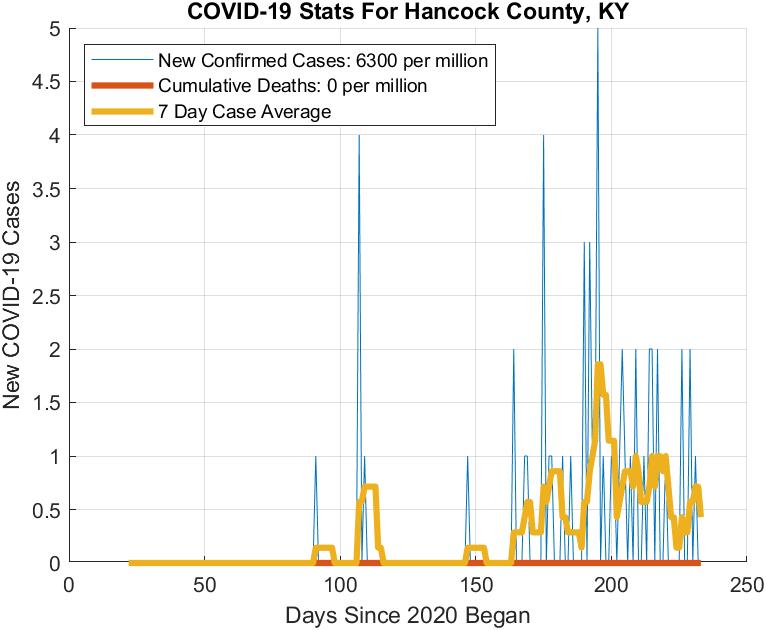 COVID-19 Stats For Hancock County, KY
New Confirmed Cases: 6300 per million
Cumulative Deaths: 0 per million
7 Day Case Average
5
4.5
4
3.5
3
2.5
2
1.5
1
0.5
0
New COVID-19 Cases
0 50 100 150 200 250
Days Since 2020 Began